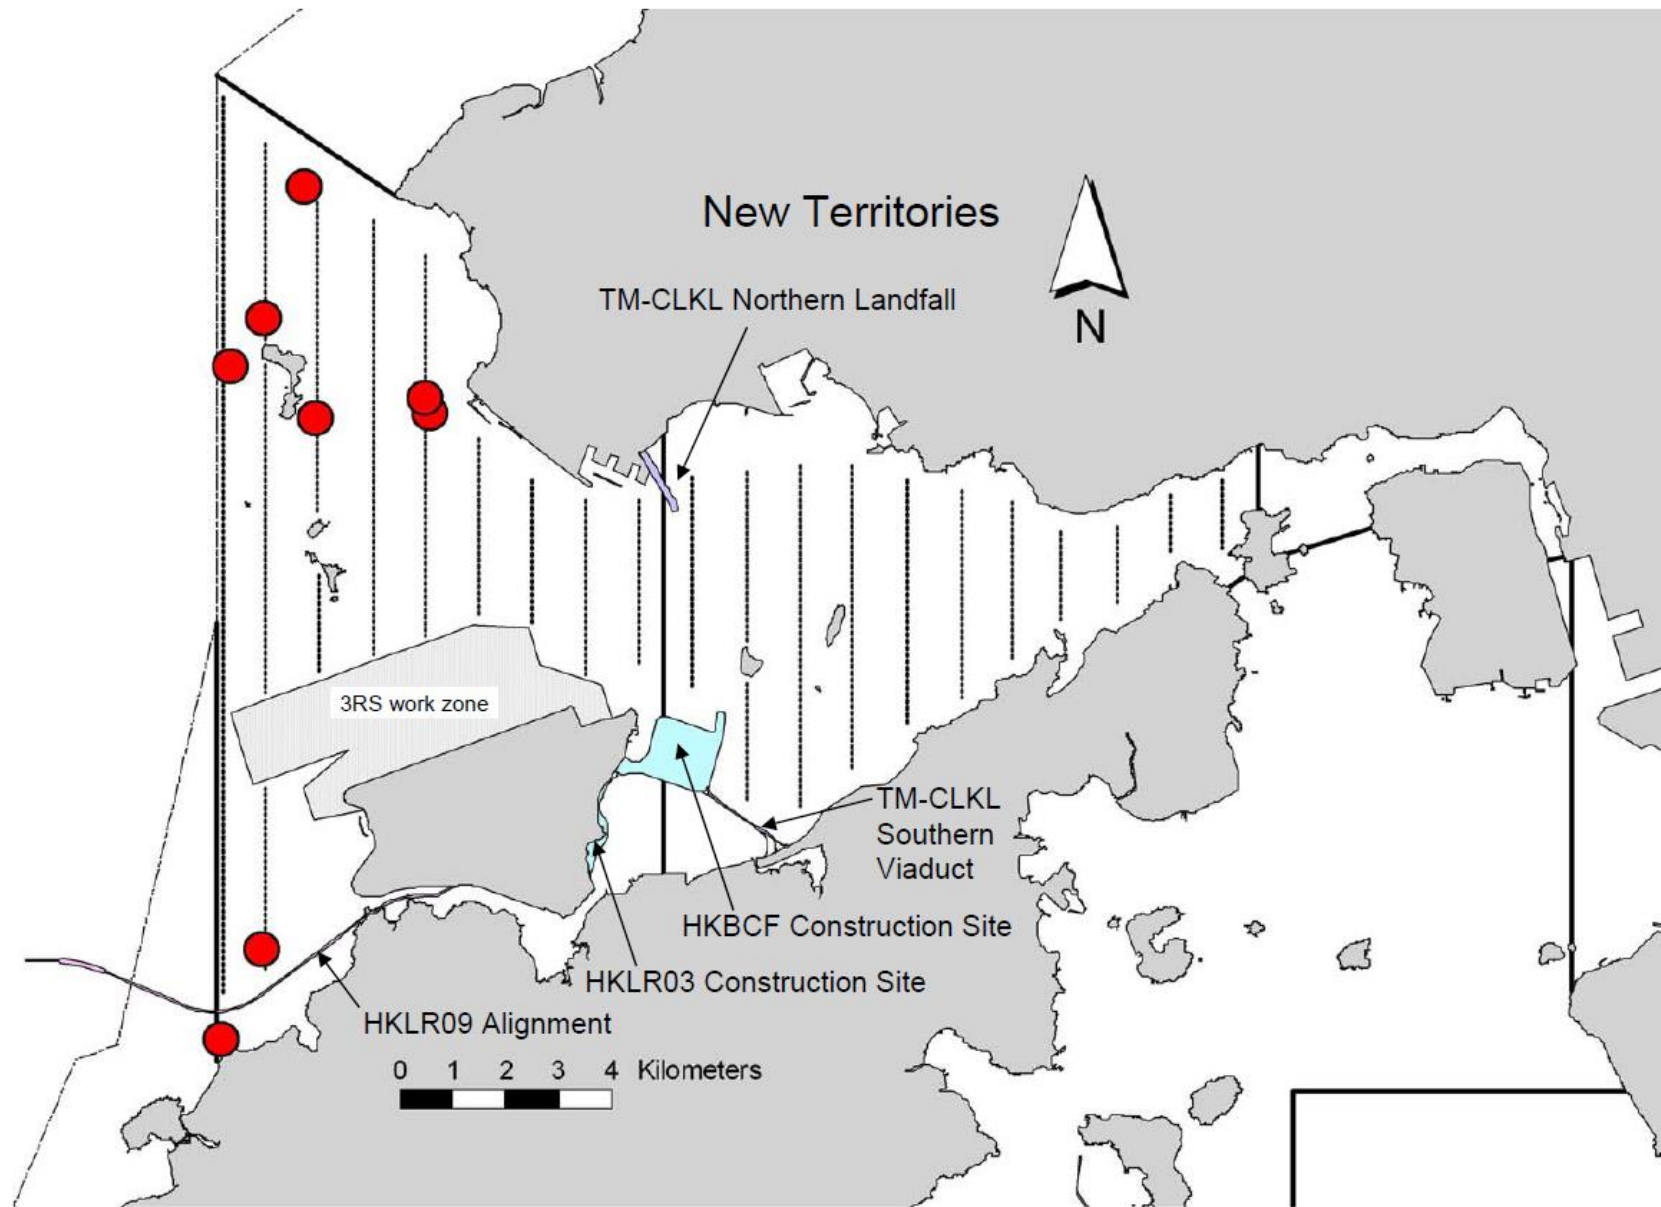 New Territories
TM-CLKL Northern Landfall
N
3RS work zone
TM-CLKL
Southern
Viaduct
HKBCF Construction Site
HKLR03 Construction Site
HKLR09 Alignment
0 1 2 3 4 Kilometers